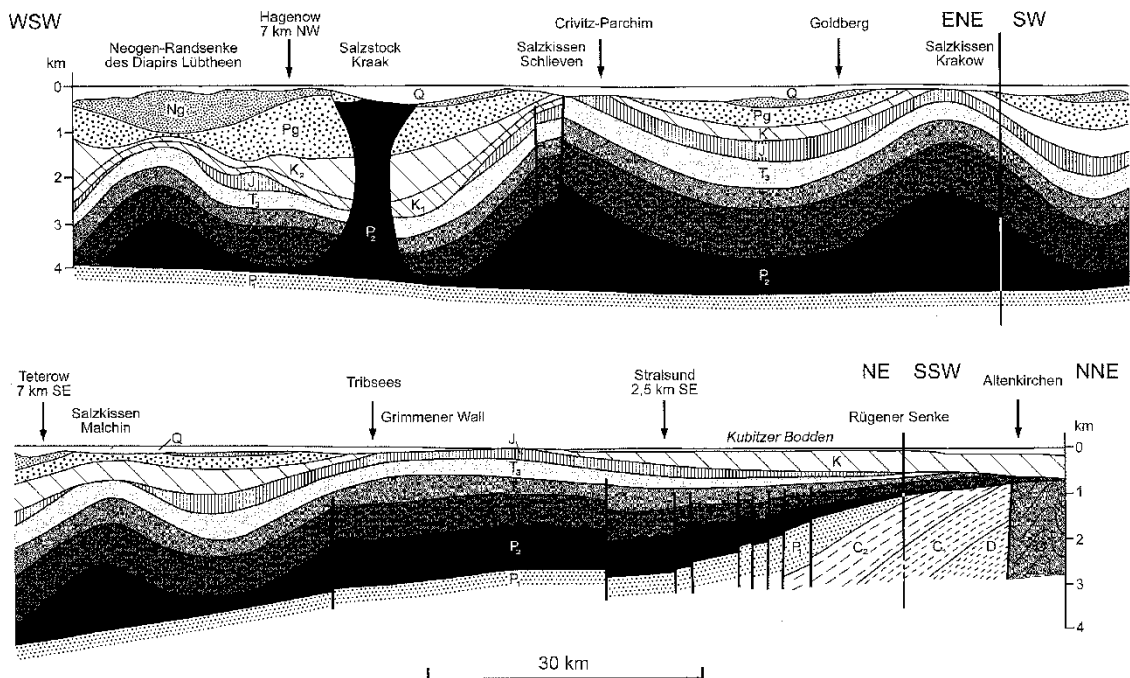 WSW
Hagenow
7 km NW
Crivitz-Parchim
Goldberg
ENE
SW
Neogen-Randsenke
des Diapirs Lübtheen
Salzstock
Kraak
Salzkissen
Schlieven
Salzkissen
Krakow
km
0
1
2
3
4
Ng
Pg
Q
K₂
J
K₁
P₂
P₁
Q
Pg
K
J
T₃
P₂
Teterow
7 km SE
Tribsees
Stralsund
2,5 km SE
NE
SSW
Altenkirchen
NNE
Salzkissen
Malchin
Q
Grimmener Wall
Rügener Senke
Kubitzer Bodden
J
T₃
K
P₂
P₁
C₂
D
km
0
1
2
3
4
30 km